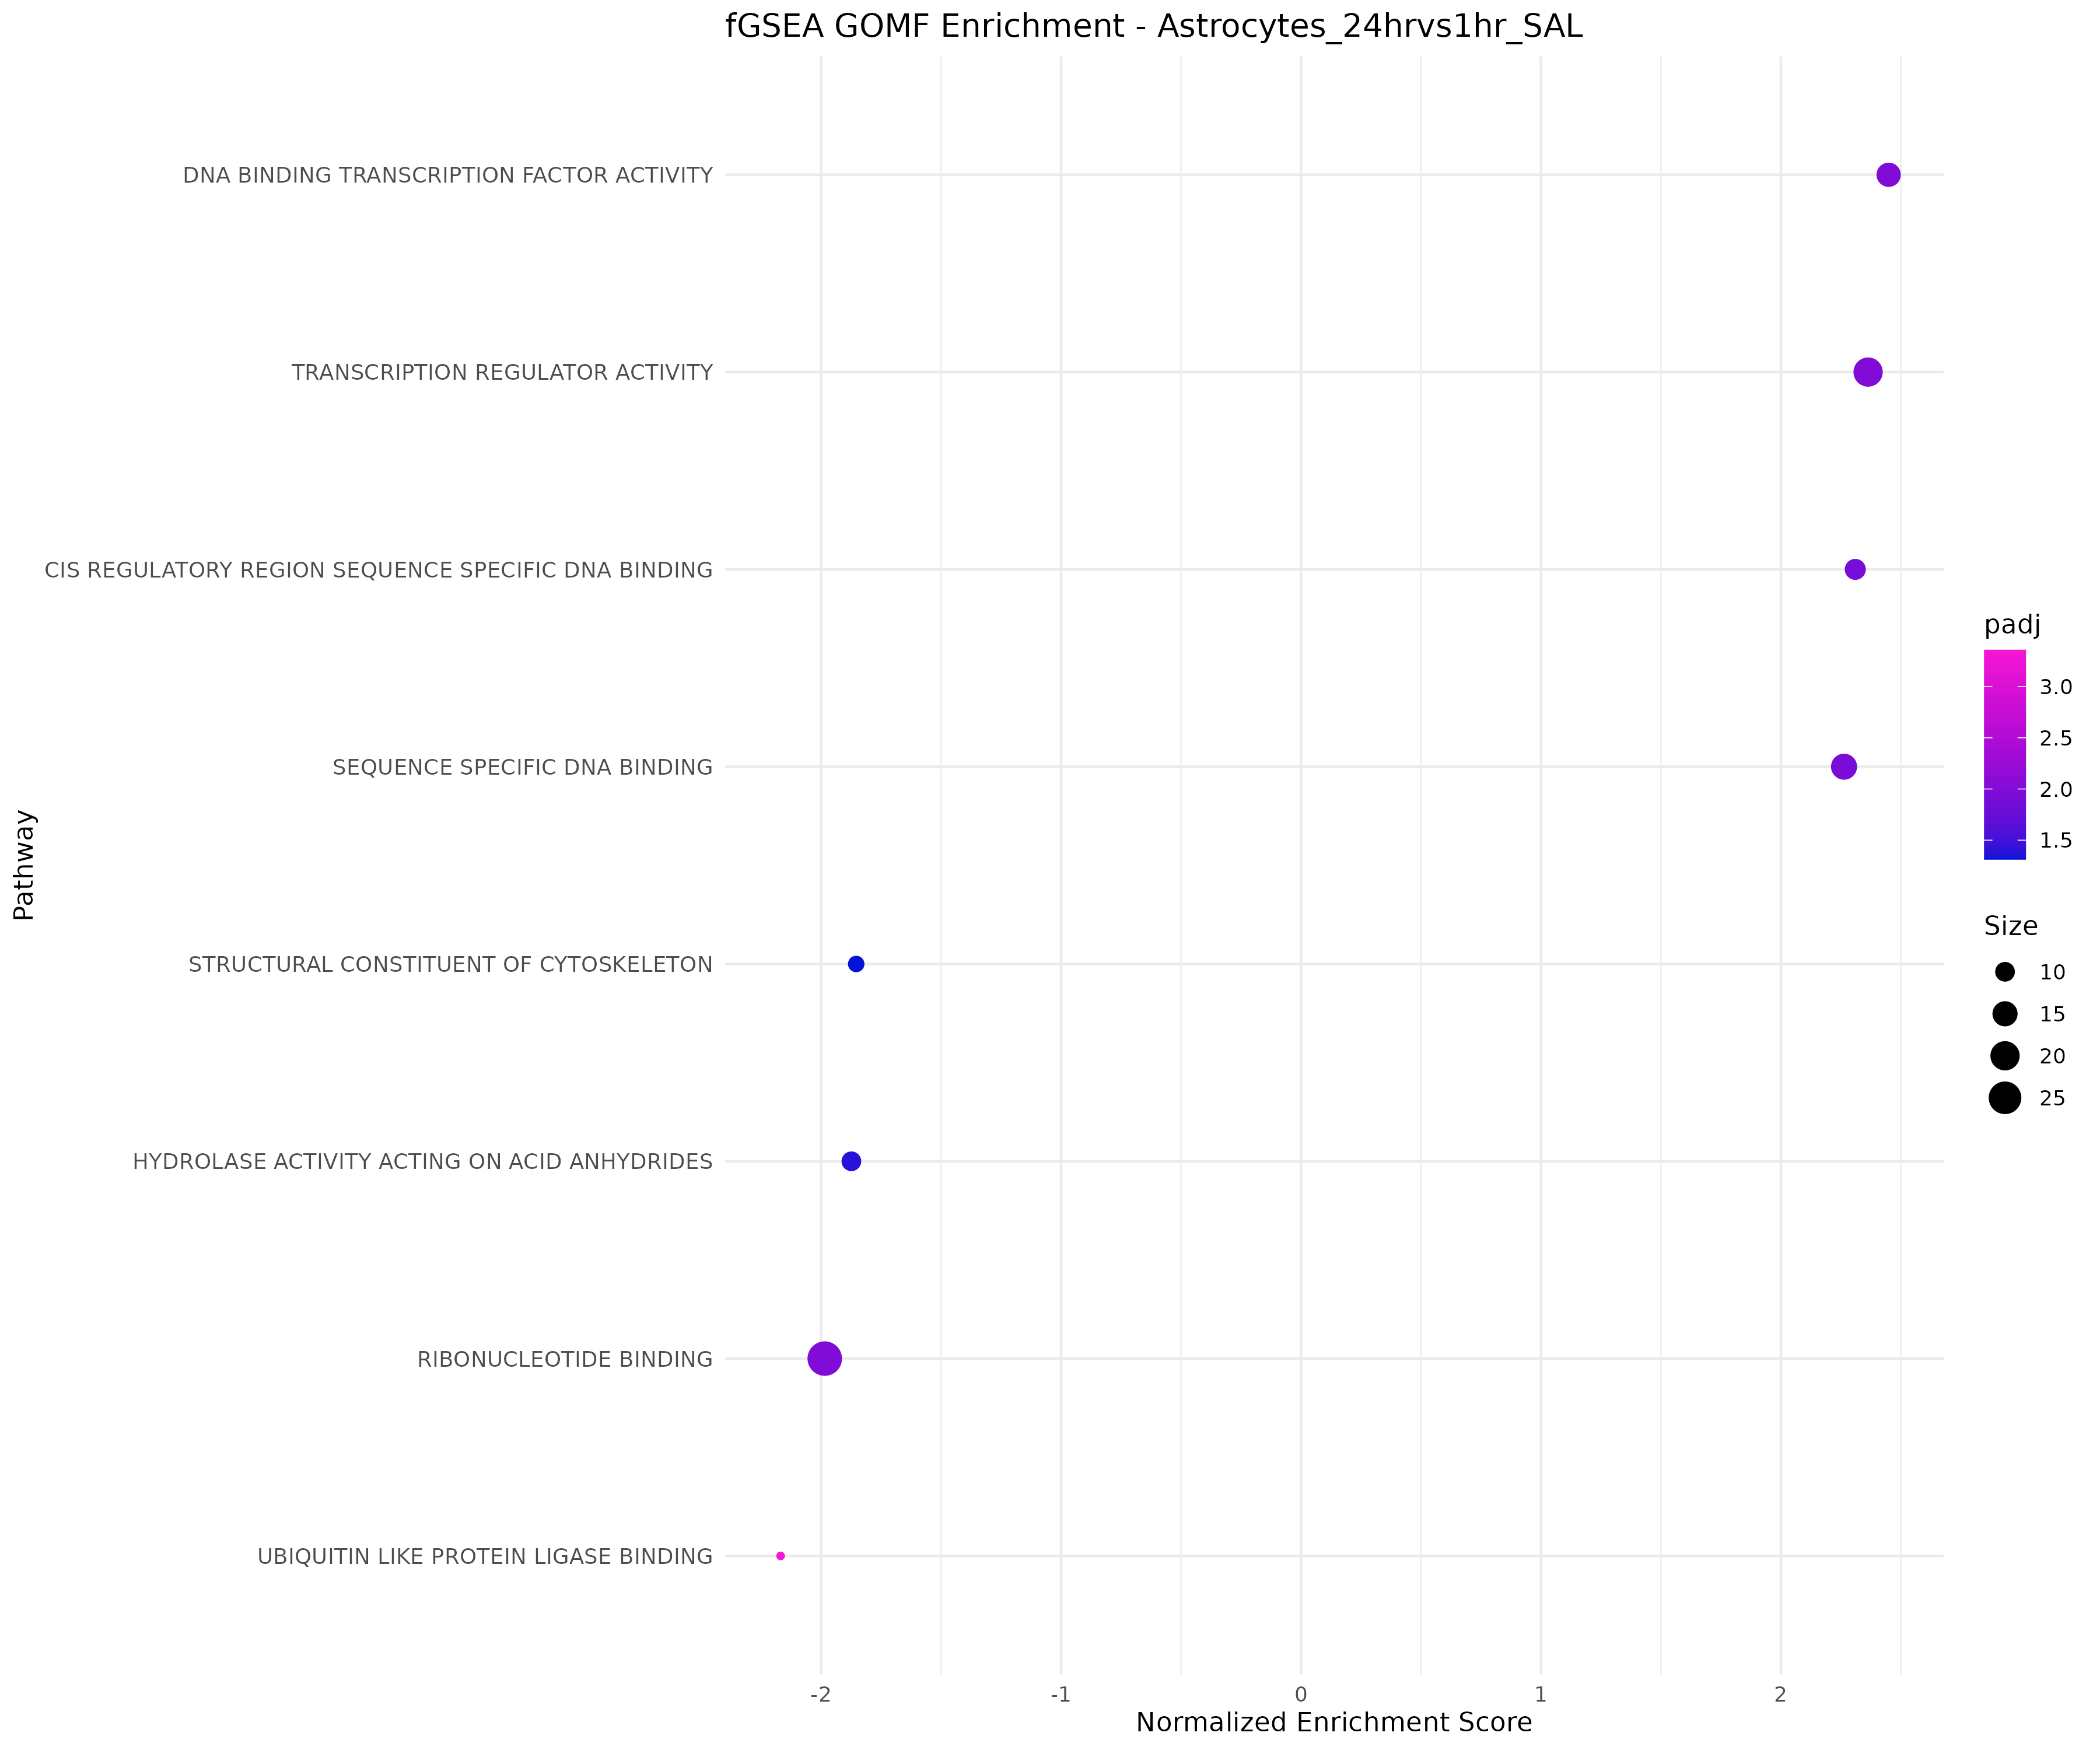 fGSEA GOMF Enrichment - Astrocytes_24hrvs1hr_SAL
DNA BINDING TRANSCRIPTION FACTOR ACTIVITY
TRANSCRIPTION REGULATOR ACTIVITY
CIS REGULATORY REGION SEQUENCE SPECIFIC DNA BINDING
SEQUENCE SPECIFIC DNA BINDING
STRUCTURAL CONSTITUENT OF CYTOSKELETON
HYDROLASE ACTIVITY ACTING ON ACID ANHYDRIDES
RIBONUCLEOTIDE BINDING
UBIQUITIN LIKE PROTEIN LIGASE BINDING
Pathway
-2 -1 0 1 2
Normalized Enrichment Score
padj
3.0
2.5
2.0
1.5
Size
10
15
20
25